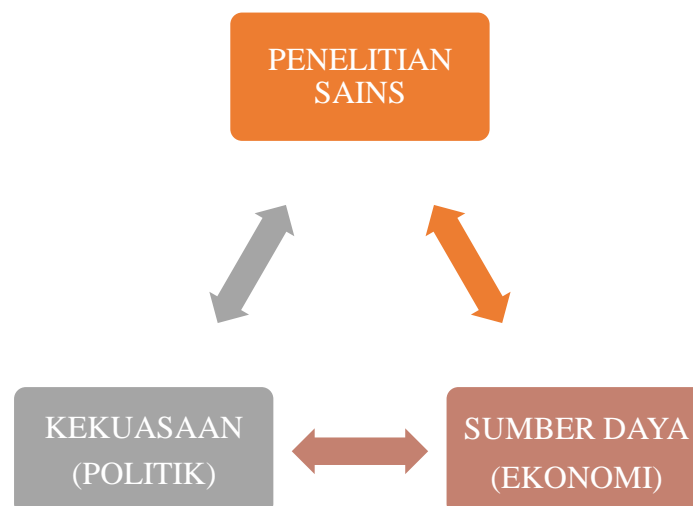 PENELITIAN
SAINS
KEKUASAAN
(POLITIK)
SUMBER DAYA
(EKONOMI)